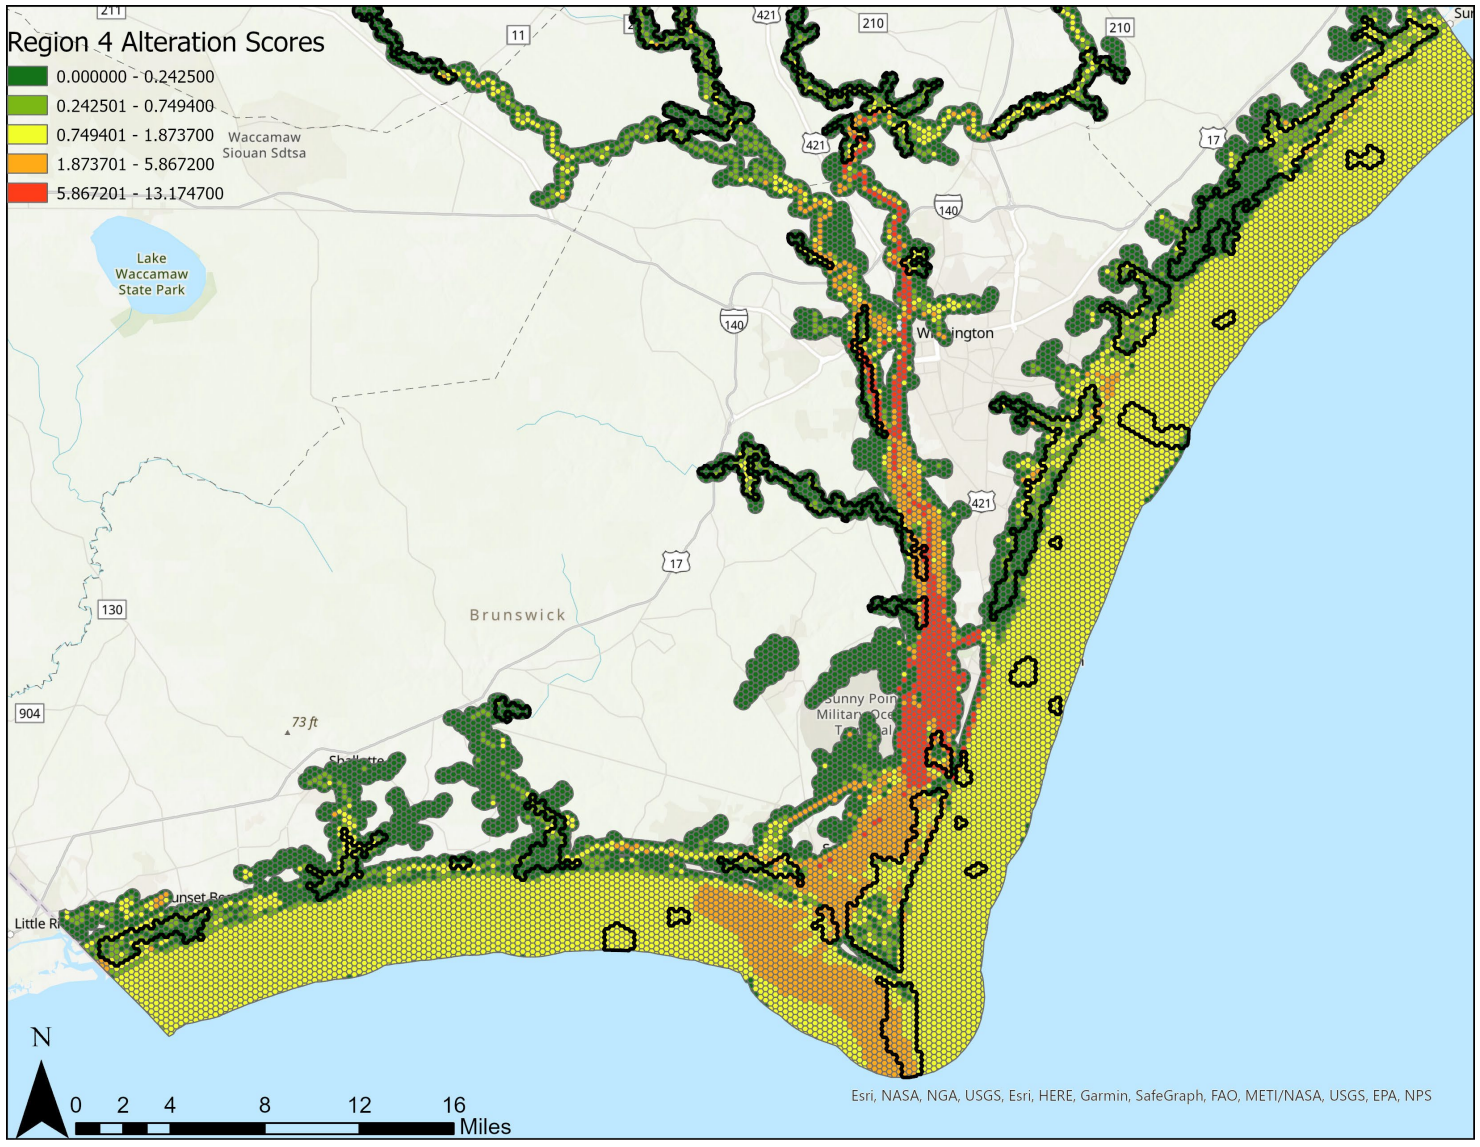 211
11
421
210
210
Region 4 Alteration Scores
0.000000 - 0.242500
0.242501 - 0.749400
0.749401 - 1.873700
1.873701 - 5.867200
5.867201 - 13.174700
Waccamaw
Siouan Sdtsa
421
17
140
Lake
Waccamaw
State Park
140
421
17
130
Brunswick
904
73 ft
Military
N
0 2 4 8 12 16
Miles
Esri, NASA, NGA, USGS, Esri, HERE, Garmin, SafeGraph, FAO, METI/NASA, USGS, EPA, NPS